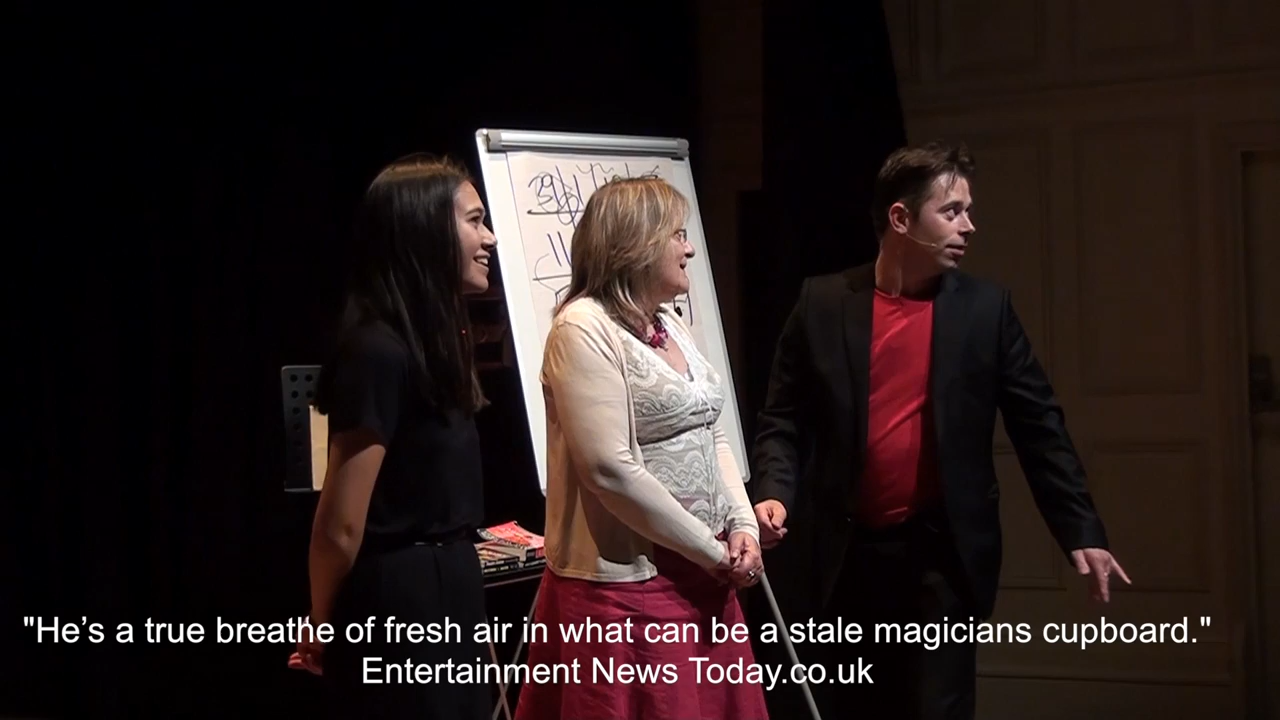 "He’s a true breathe of fresh air in what can be a stale magicians cupboard."
Entertainment News Today.co.uk